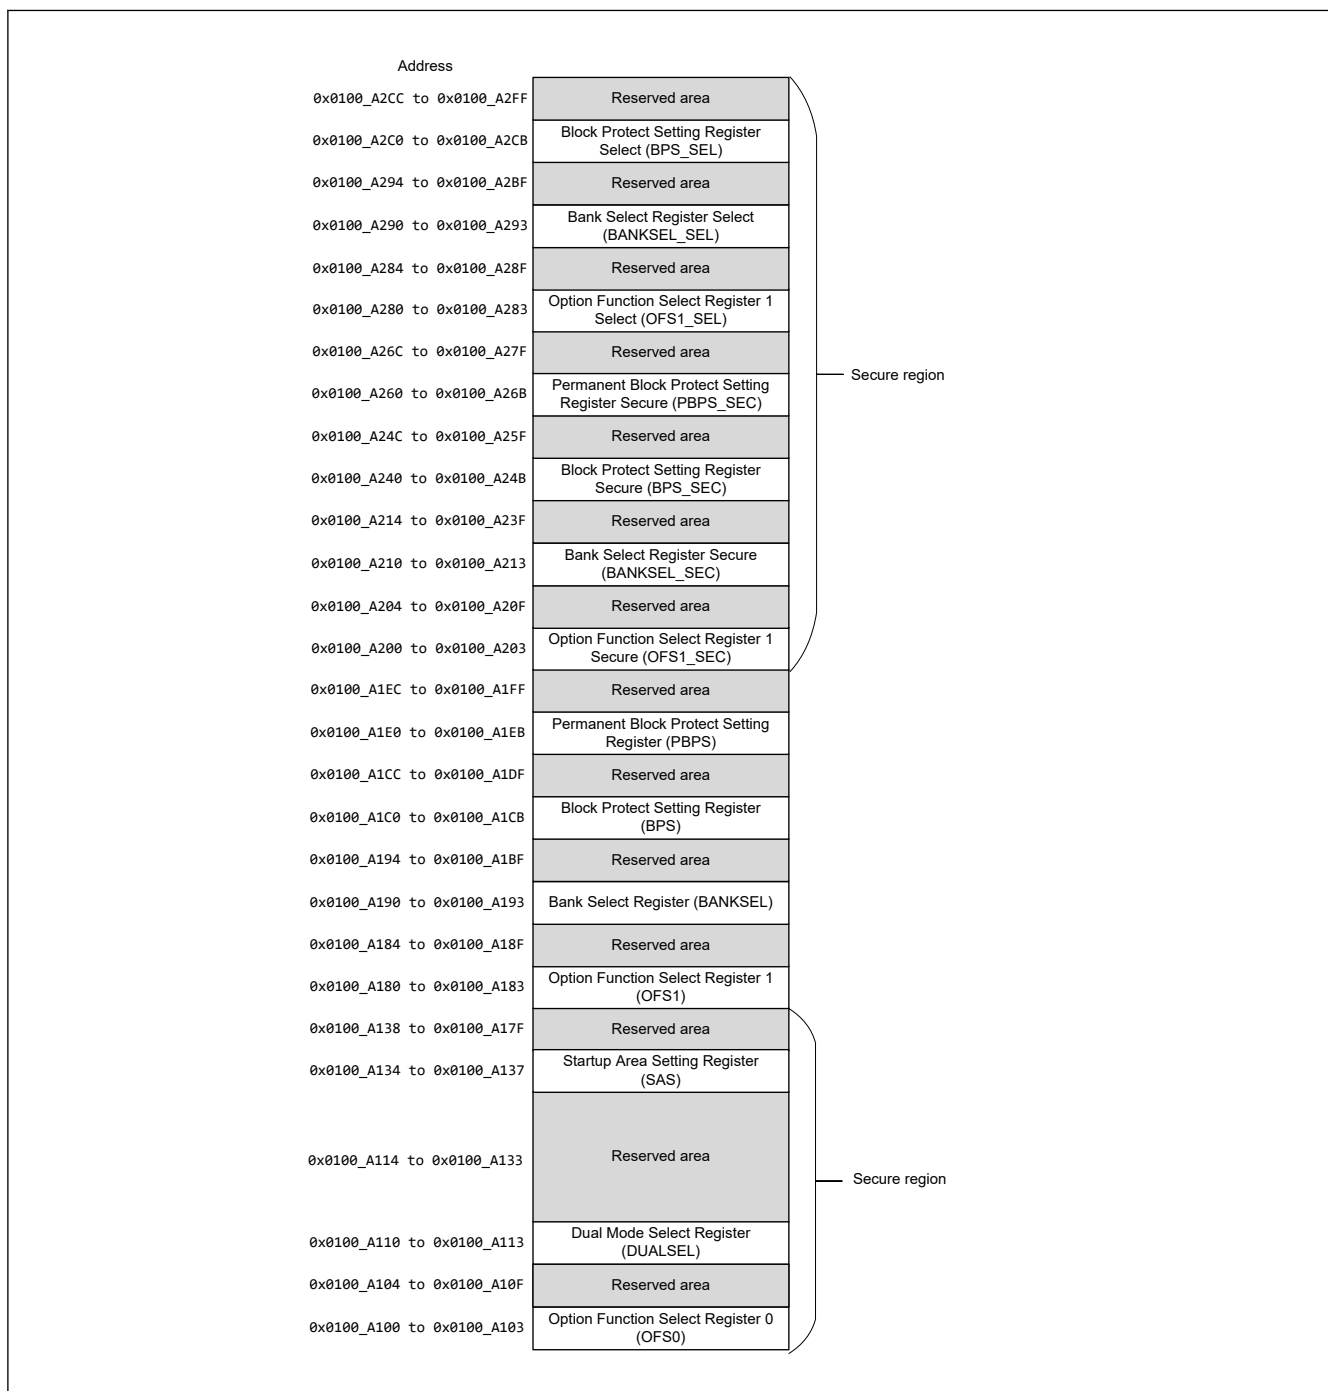 Address
0x0100_A2CC to 0x0100_A2FF Reserved area
0x0100_A2C0 to 0x0100_A2CB Block Protect Setting Register
Select (BPS_SEL)
0x0100_A294 to 0x0100_A2BF Reserved area
0x0100_A290 to 0x0100_A293 Bank Select Register Select
(BANKSEL_SEL)
0x0100_A284 to 0x0100_A28F Reserved area
0x0100_A280 to 0x0100_A283 Option Function Select Register 1
Select (OFS1_SEL)
0x0100_A26C to 0x0100_A27F Reserved area
Secure region
0x0100_A260 to 0x0100_A26B Permanent Block Protect Setting
Register Secure (PBPS_SEC)
0x0100_A24C to 0x0100_A25F Reserved area
0x0100_A240 to 0x0100_A24B Block Protect Setting Register
Secure (BPS_SEC)
0x0100_A214 to 0x0100_A23F Reserved area
0x0100_A210 to 0x0100_A213 Bank Select Register Secure
(BANKSEL_SEC)
0x0100_A204 to 0x0100_A20F Reserved area
0x0100_A200 to 0x0100_A203 Option Function Select Register 1
Secure (OFS1_SEC)
0x0100_A1EC to 0x0100_A1FF Reserved area
0x0100_A1E0 to 0x0100_A1EB Permanent Block Protect Setting
Register (PBPS)
0x0100_A1CC to 0x0100_A1DF Reserved area
0x0100_A1C0 to 0x0100_A1CB Block Protect Setting Register
(BPS)
0x0100_A194 to 0x0100_A1BF Reserved area
0x0100_A190 to 0x0100_A193 Bank Select Register (BANKSEL)
0x0100_A184 to 0x0100_A18F Reserved area
0x0100_A180 to 0x0100_A183 Option Function Select Register 1
(OFS1)
0x0100_A138 to 0x0100_A17F Reserved area
0x0100_A134 to 0x0100_A137 Startup Area Setting Register
(SAS)
0x0100_A114 to 0x0100_A133 Reserved area
Secure region
0x0100_A110 to 0x0100_A113 Dual Mode Select Register
(DUALSEL)
0x0100_A104 to 0x0100_A10F Reserved area
0x0100_A100 to 0x0100_A103 Option Function Select Register 0
(OFS0)